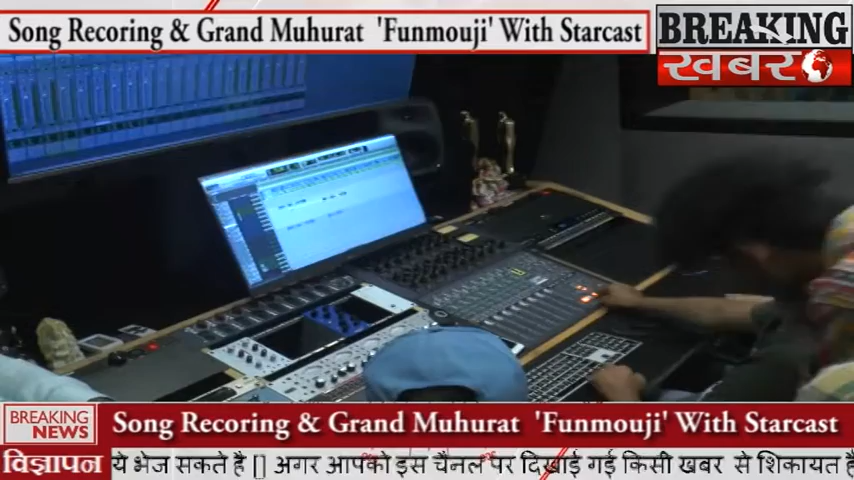 Song Recoring & Grand Muhurat 'Funmouji' With Starcast
BREAKING
खबर
BREAKING
NEWS
Song Recoring & Grand Muhurat 'Funmouji' With Starcast
विज्ञापन
ये भेज सकते है [] अगर आपको इस चैनल पर दिखाई गई किसी खबर से शिकायत है